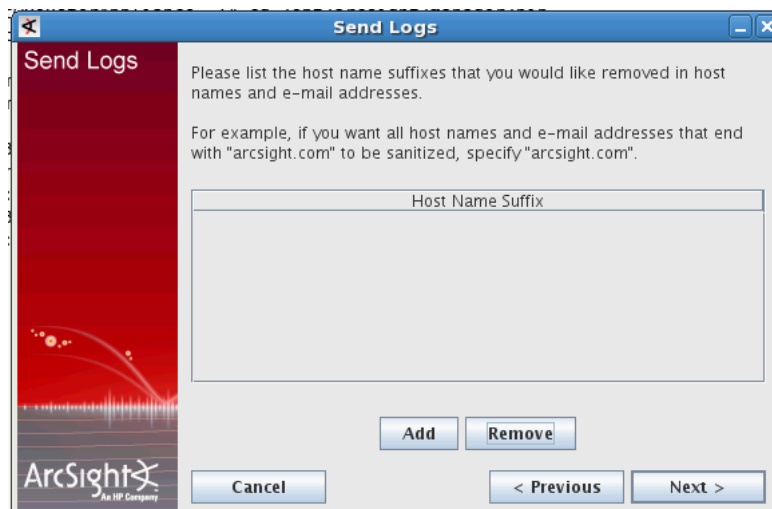 Send Logs
Send Logs
Please list the host name suffixes that you would like removed in host
names and e-mail addresses.
For example, if you want all host names and e-mail addresses that end
with "arcsight.com" to be sanitized, specify "arcsight.com".
Host Name Suffix
Add
Remove
ArcSight
An HP Company
Cancel
< Previous
Next >